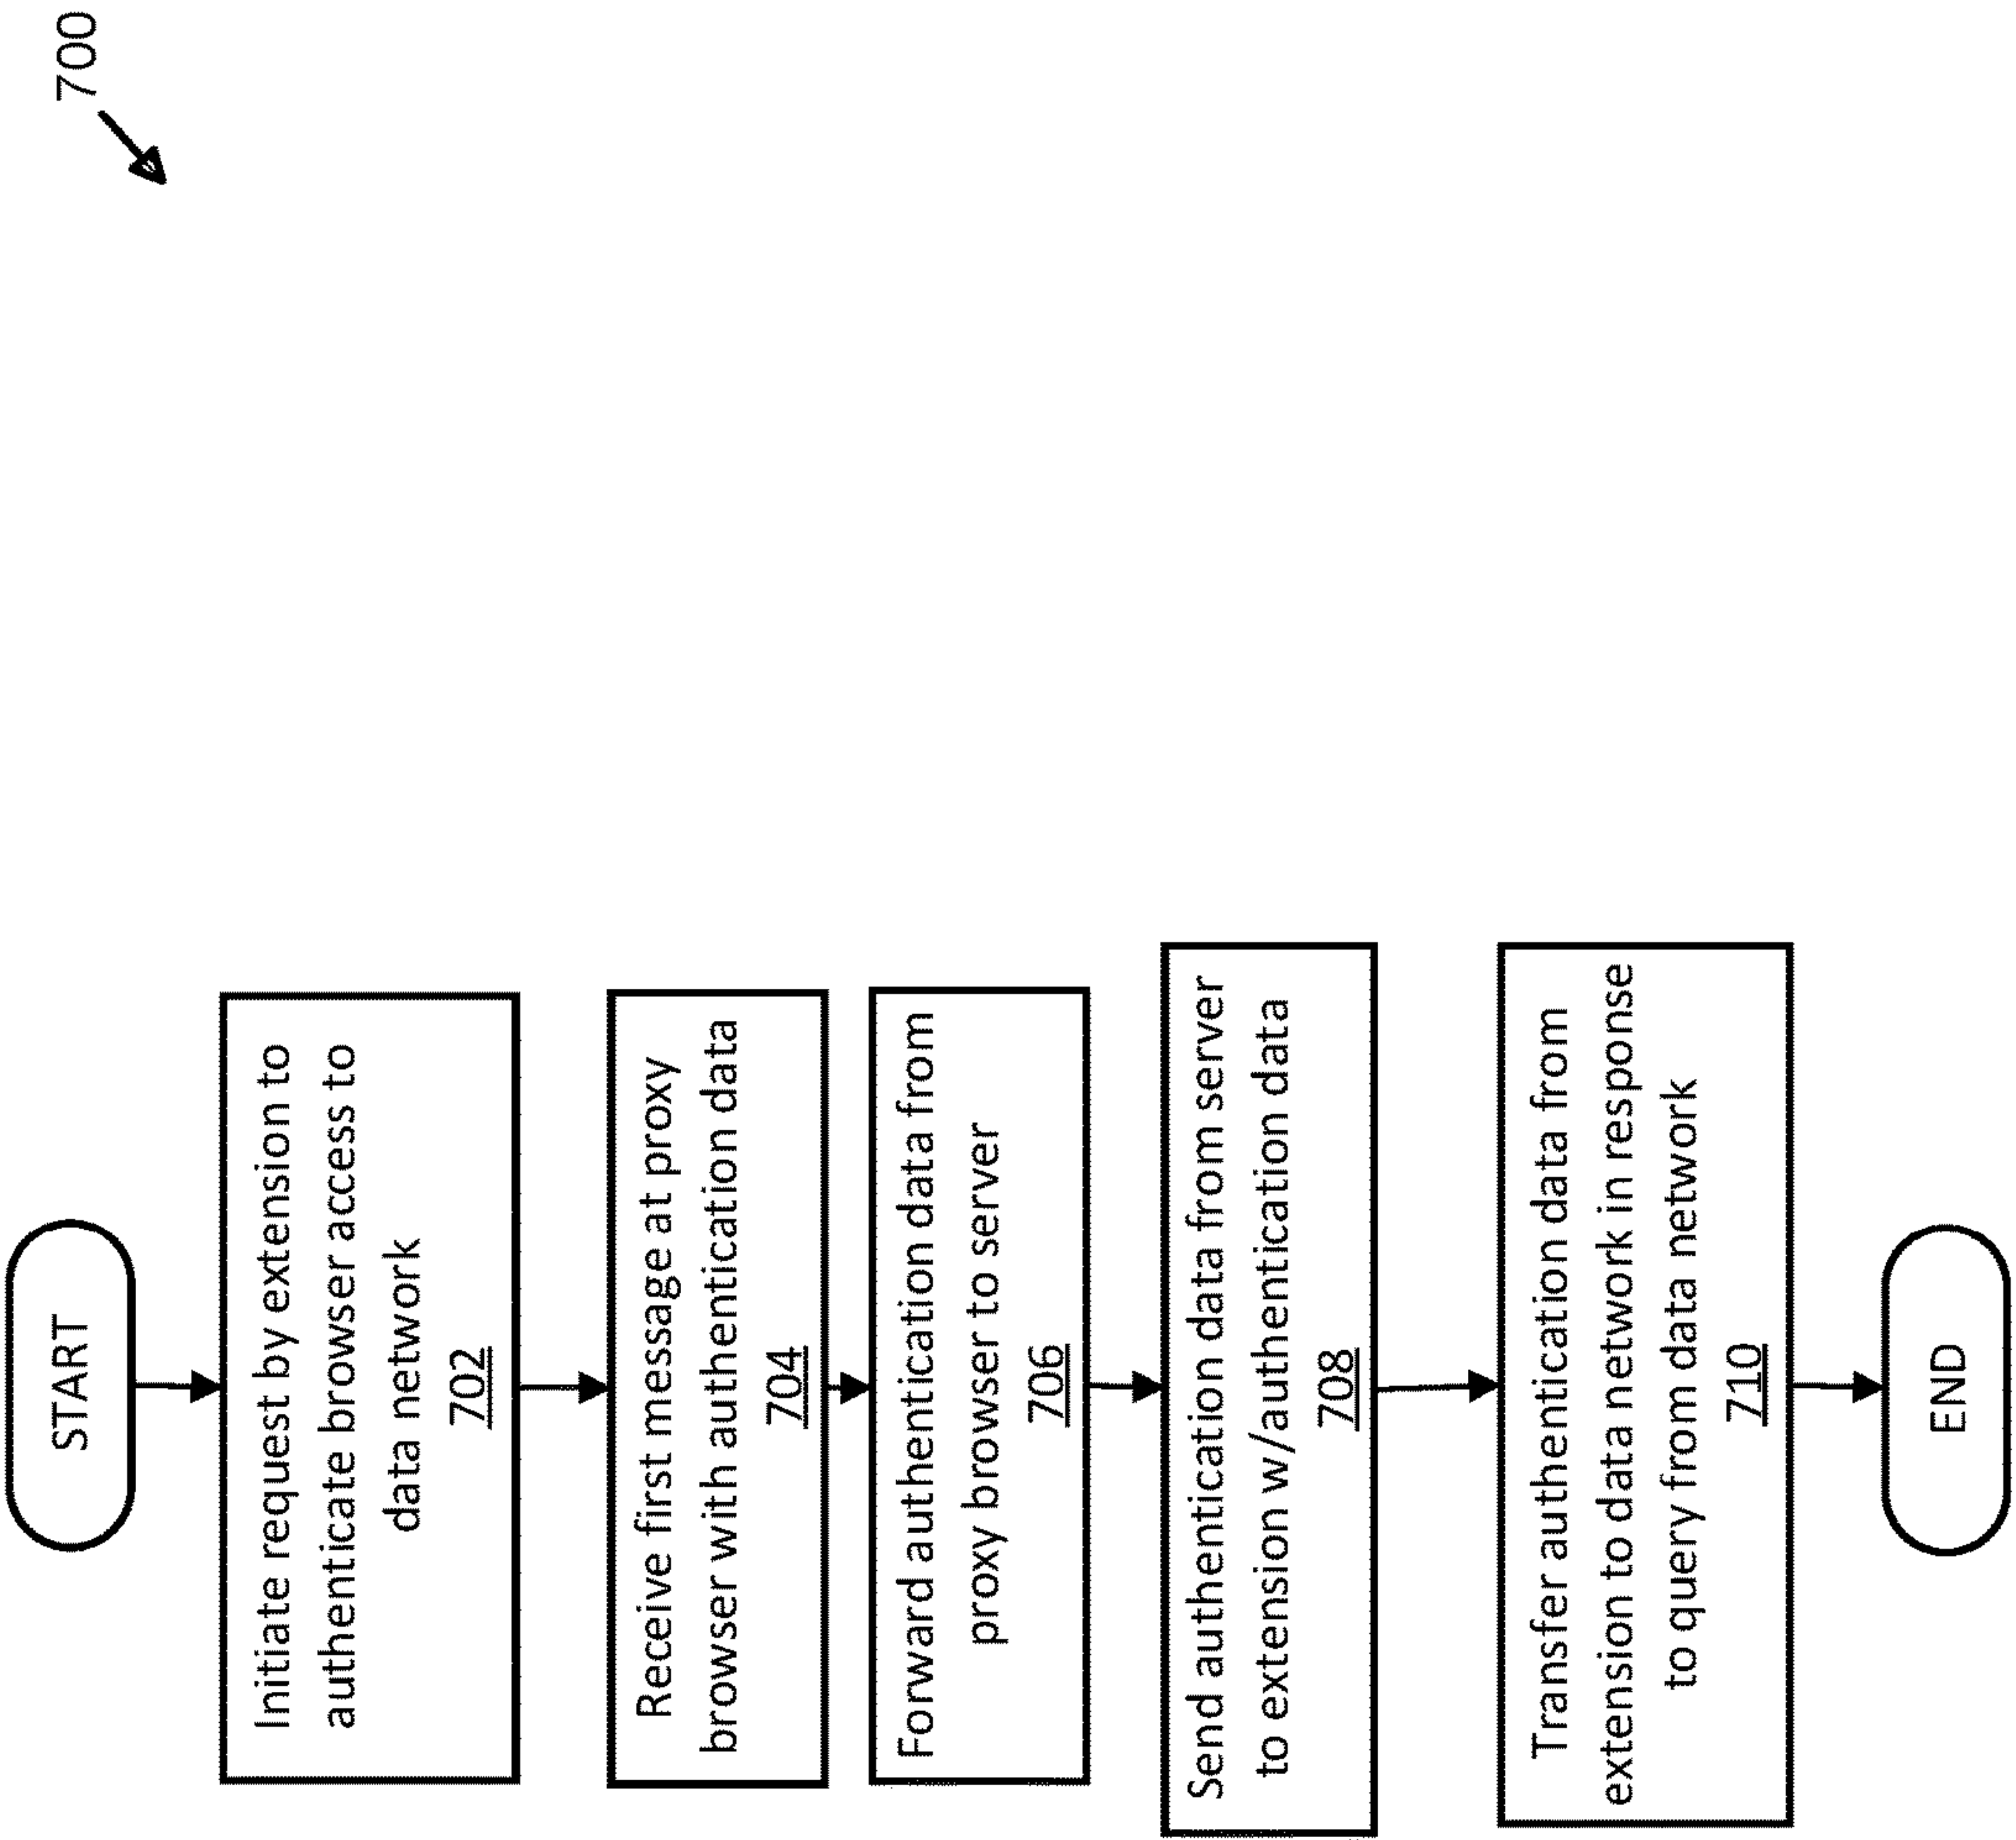 700
START
Initiate request by extension to
authenticate browser access to
data network
702
Receive first message at proxy
browser with authentication data
704
Forward authentication data from
proxy browser to server
706
Send authentication data from server
to extension w/authentication data
708
Transfer authentication data from
extension to data network in response
to query from data network
710
END